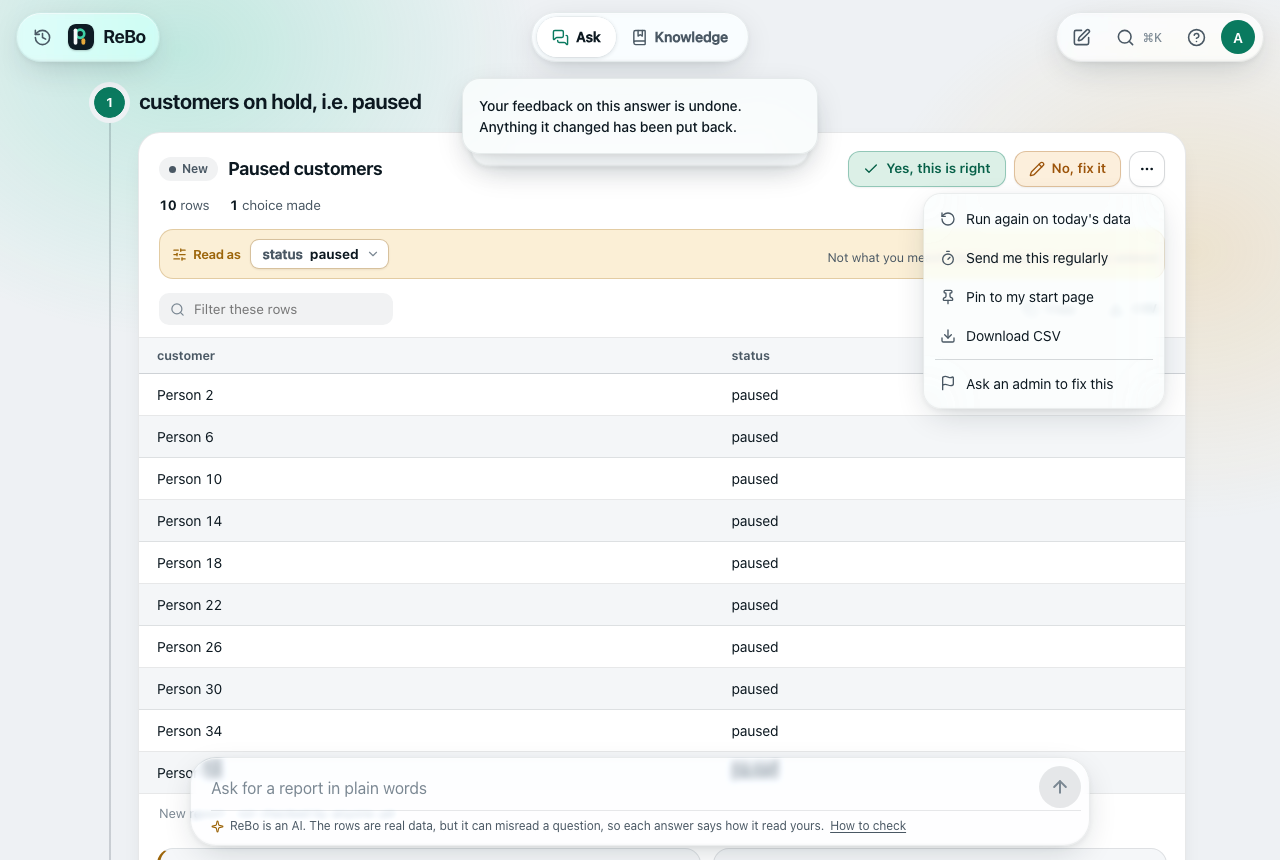 ReBo
Ask
Knowledge
⌘K
A
1
customers on hold, i.e. paused
Your feedback on this answer is undone.
Anything it changed has been put back.
New
Paused customers
Yes, this is right
No, fix it
10 rows
1 choice made
Read as
status paused
Not what you me
Filter these rows
Run again on today's data
Send me this regularly
Pin to my start page
Download CSV
Ask an admin to fix this
customer
status
Person 2
paused
Person 6
paused
Person 10
paused
Person 14
paused
Person 18
paused
Person 22
paused
Person 26
paused
Person 30
paused
Person 34
paused
Perso
New
Ask for a report in plain words
ReBo is an AI. The rows are real data, but it can misread a question, so each answer says how it read yours. How to check